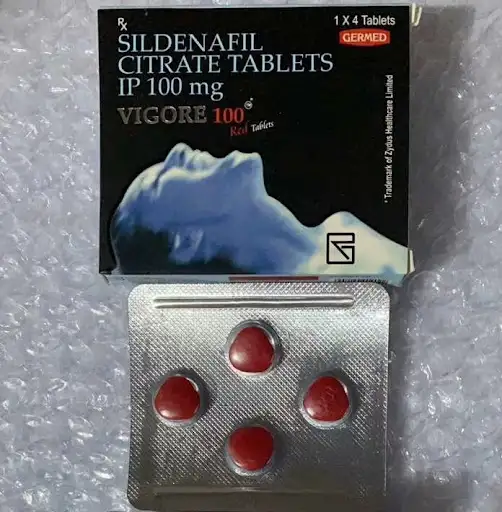 Rx
1 X 4 Tablets
SILDENAFIL
GERMED
CITRATE TABLETS
IP 100 mg
VIGORE 100®*
Red Tablets
* Trademark of Zydus Healthcare Limited